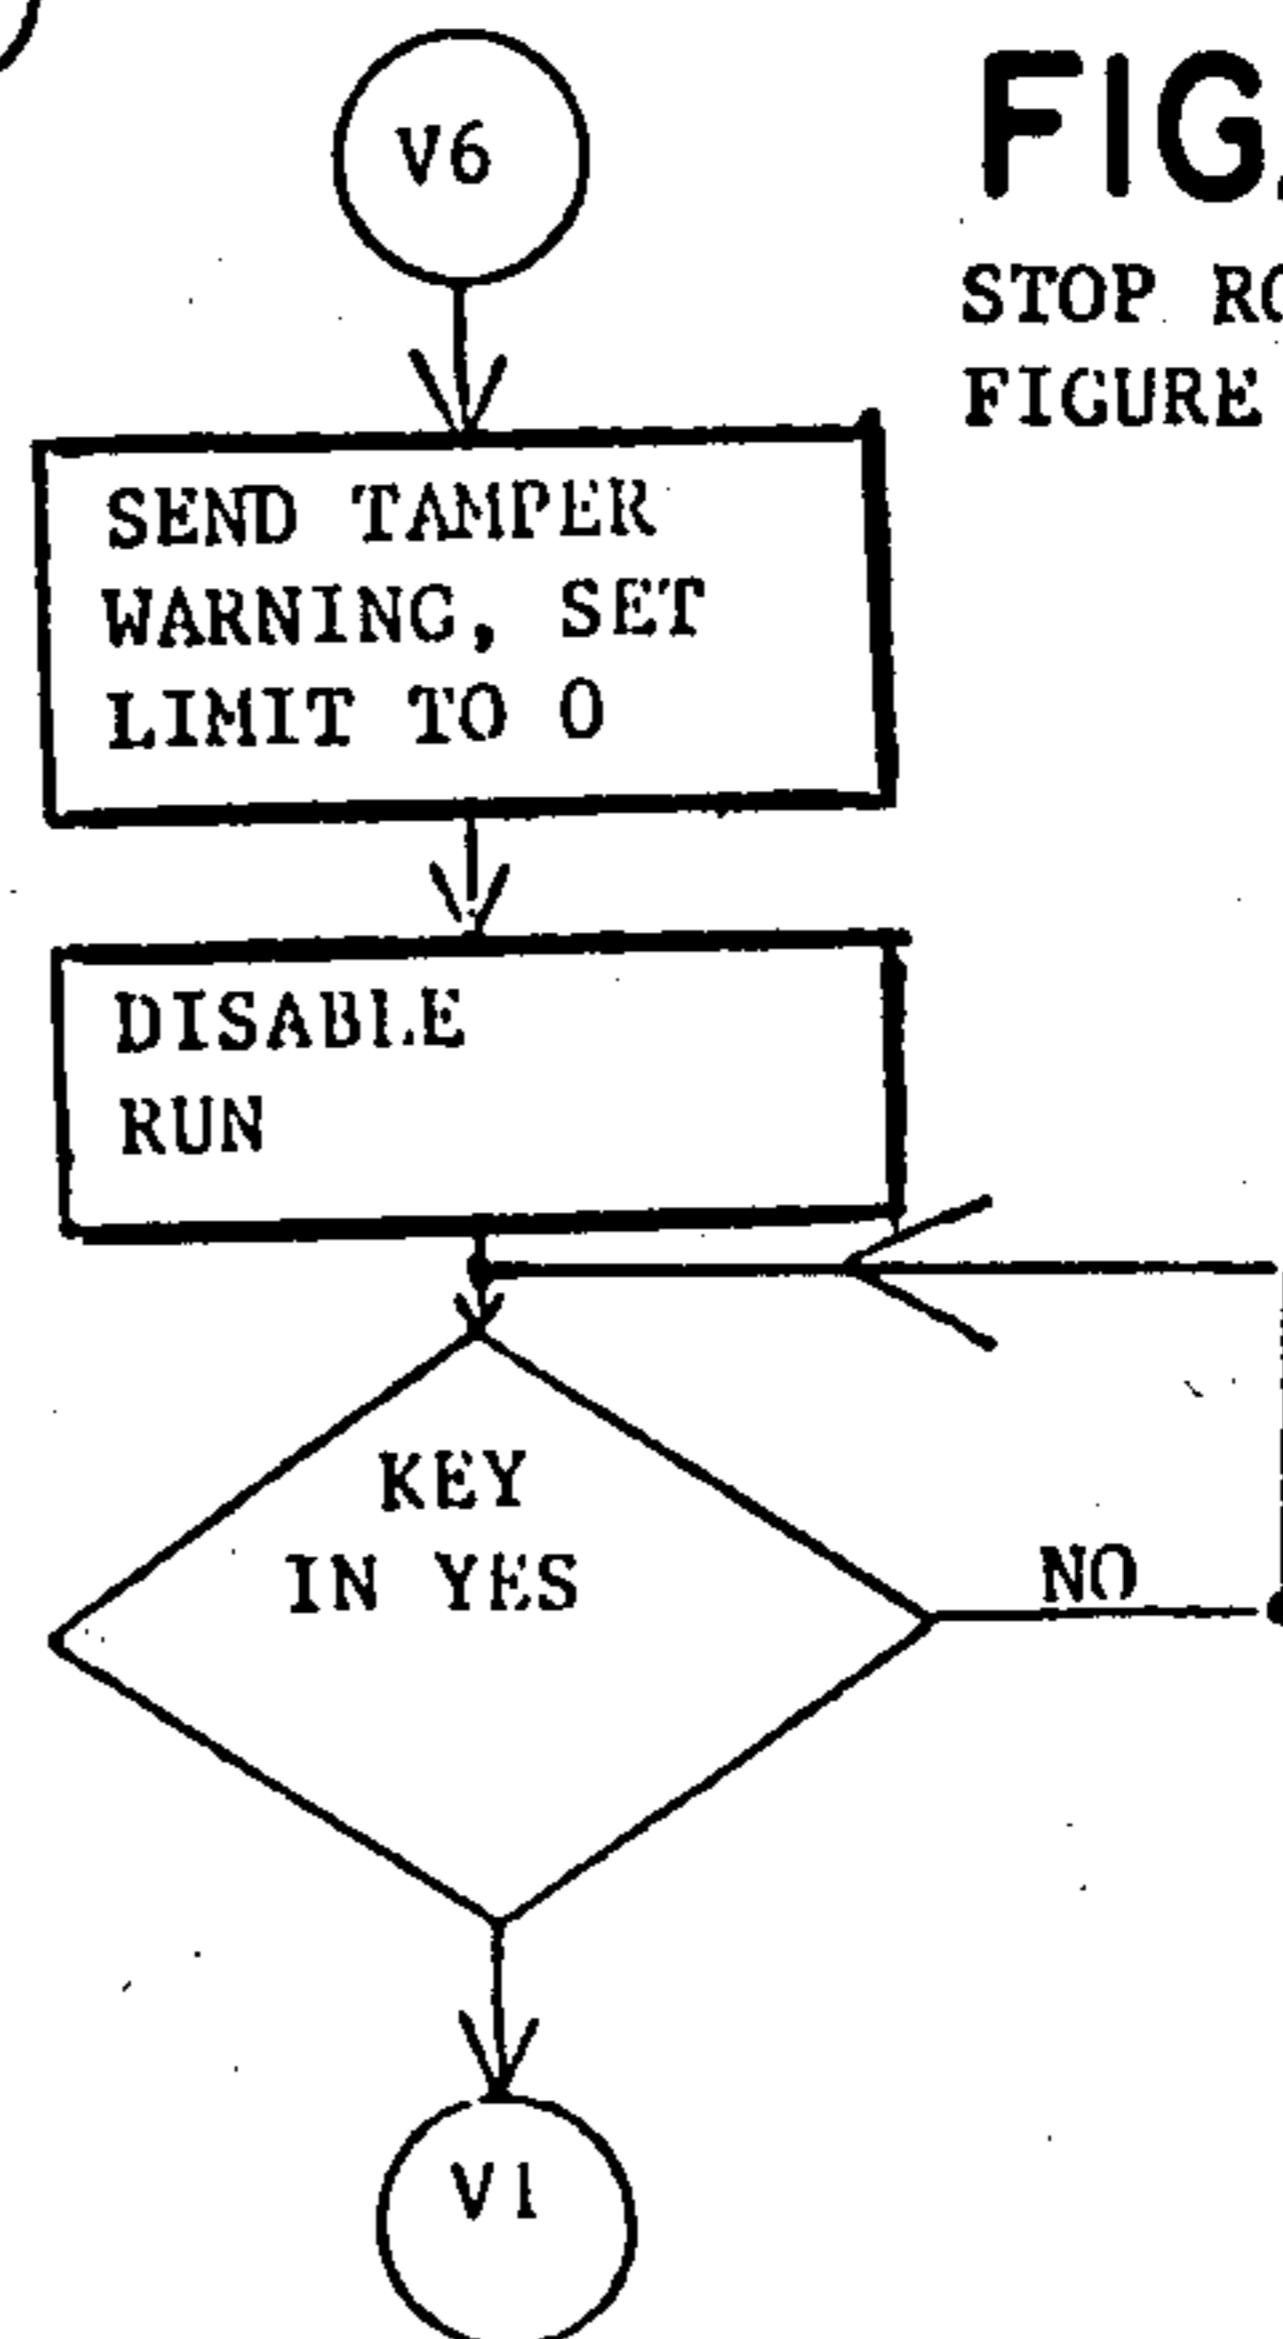 V6
FIG.
STOP
FIGURE
SEND TAMPER
WARNING, SET
LIMIT TO 0
DISABLE
RUN
KEY
IN YES
NO
V1